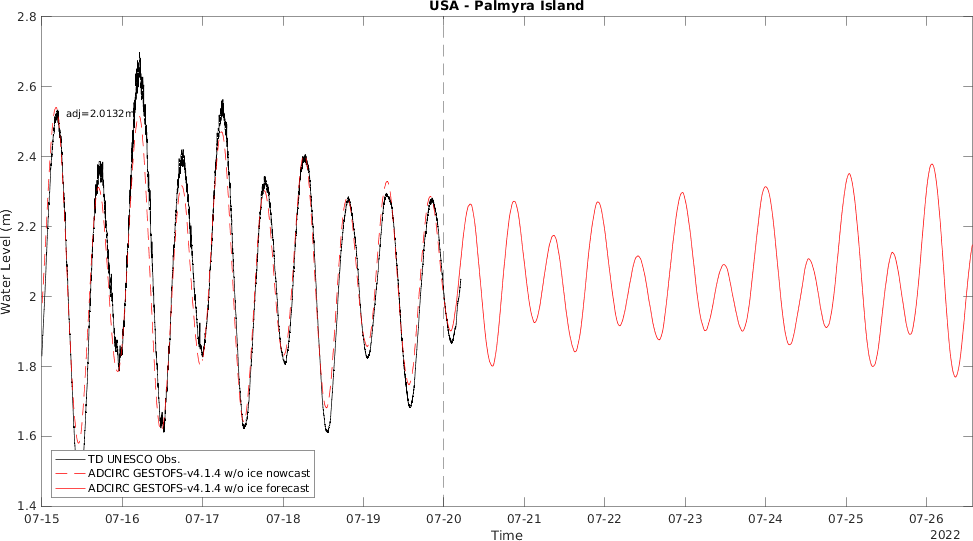 USA - Palmyra Island
2.8
2.6
2.4
2.2
2
1.8
1.6
1.4
Water Level (m)
adj=2.0132m
TD UNESCO Obs.
ADCIRC GESTOFS-v4.1.4 w/o ice nowcast
ADCIRC GESTOFS-v4.1.4 w/o ice forecast
07-15 07-16 07-17 07-18 07-19 07-20 07-21 07-22 07-23 07-24 07-25 07-26
Time
2022